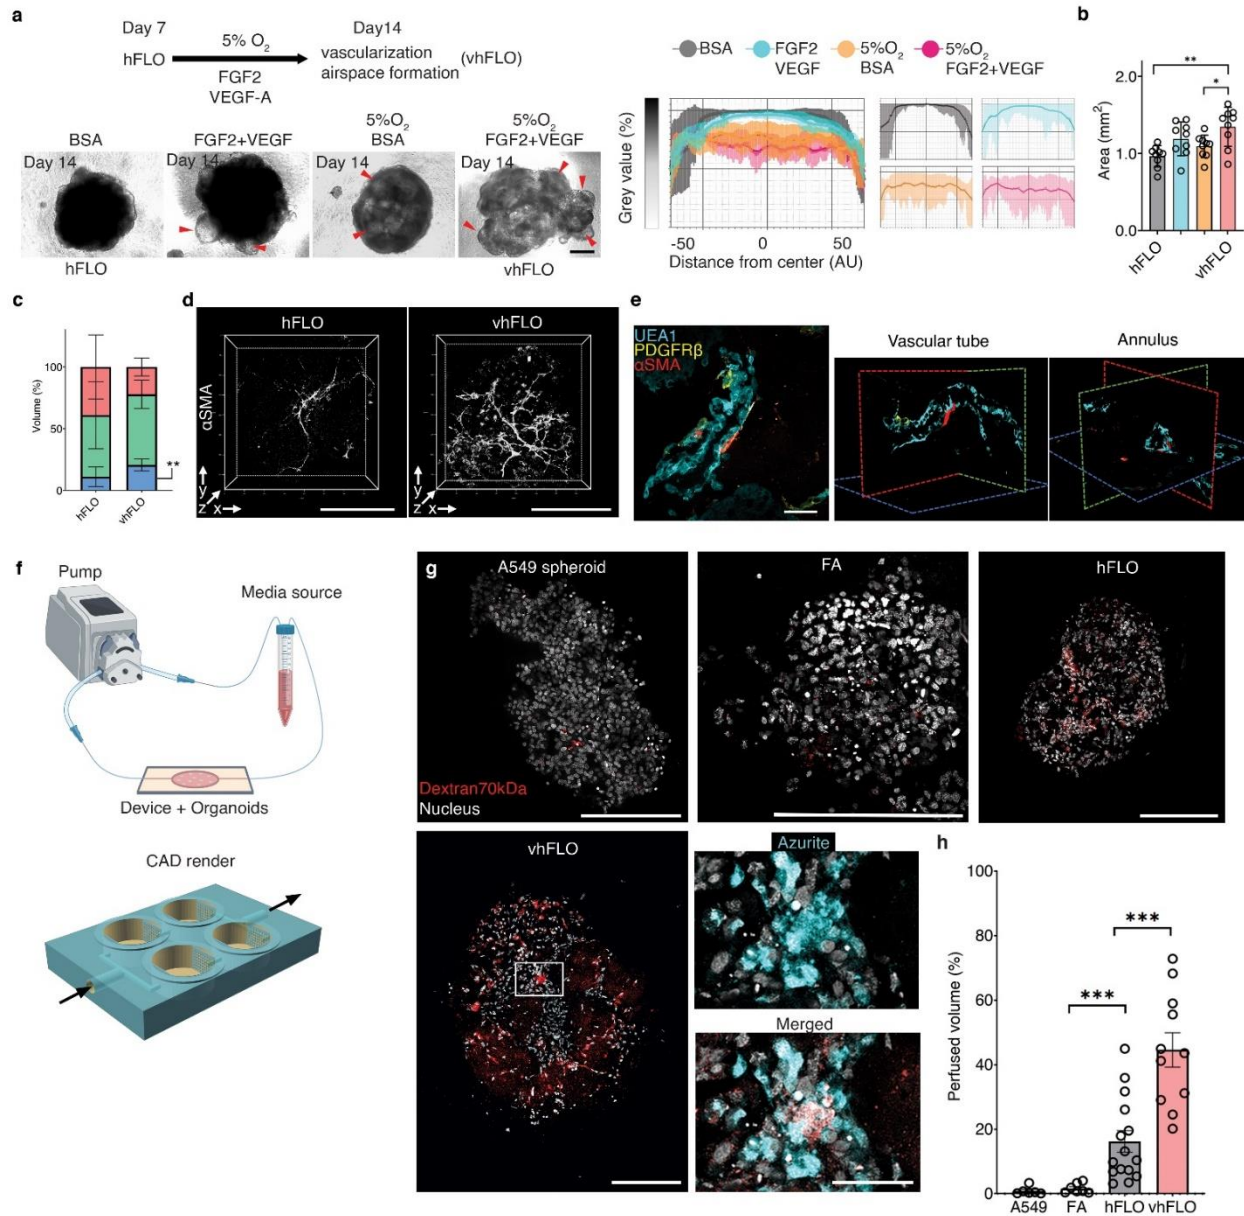 a
Day 7
5% O2
Day14
hFLO
vascularization
airspace formation
(vhFLO)
FGF2
VEGF-A
BSA
FGF2+VEGF
5%O2
BSA
5%O2
FGF2+VEGF
Day 14
Day 14
Day 14
Day 14
hFLO
vhFLO
BSA
FGF2
VEGF
5%O2
BSA
5%O2
FGF2+VEGF
Grey value (%)
-50
0
50
Distance from center (AU)
b
**
*
2.0
1.0
0.0
Area (mm2)
hFLO
vhFLO
c
100
50
0
Volume (%)
**
hFLO
vhFLO
d
hFLO
vhFLO
αSMA
y
z x
y
z x
e
UEA1
PDGFRβ
αSMA
Vascular tube
Annulus
f
Pump
Media source
Device + Organoids
CAD render
g
A549 spheroid
FA
hFLO
Dextran70kDa
Nucleus
vhFLO
Azurite
Merged
h
100
80
60
40
20
0
Perfused volume (%)
***
***
A549
FA
hFLO
vhFLO